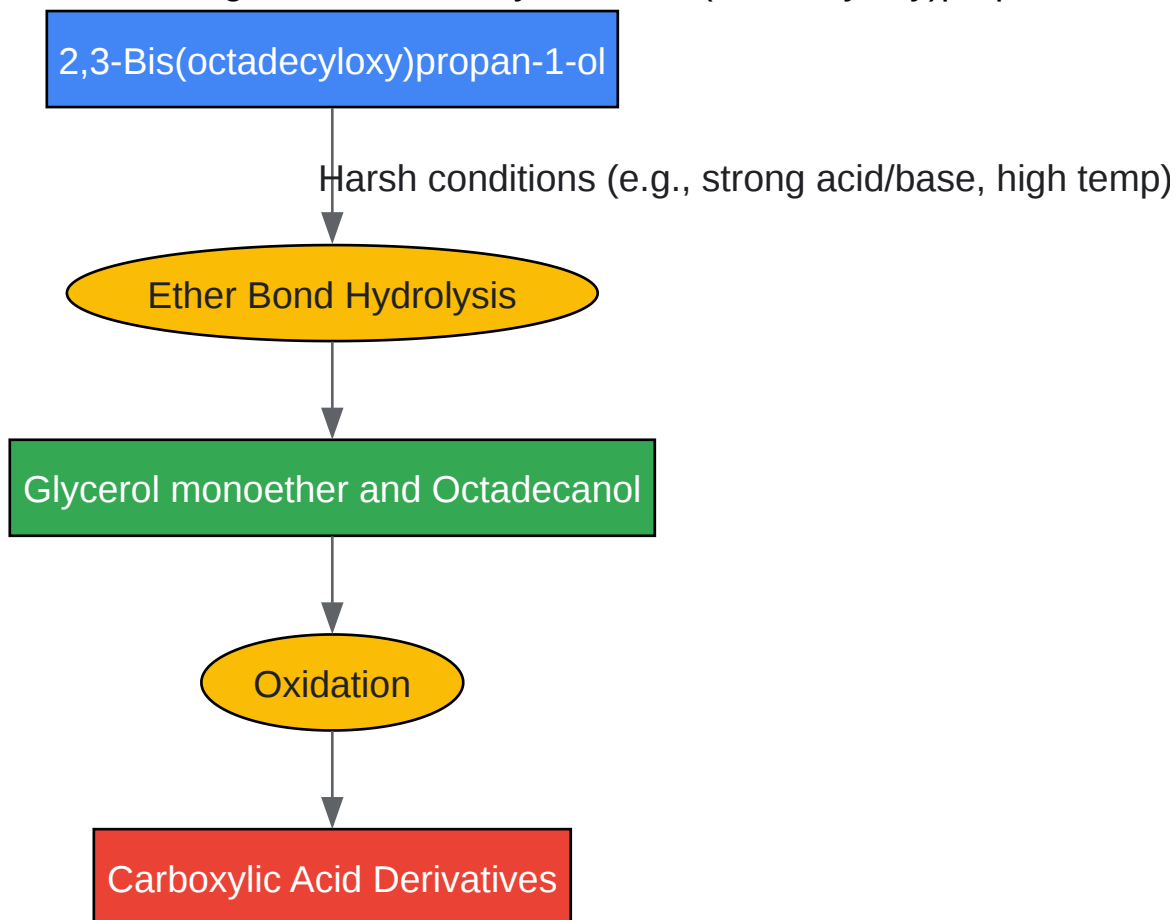 2,3-Bis(octadecyloxy)propan-1-ol
Harsh conditions (e.g., strong acid/base, high temp)
Ether Bond Hydrolysis
Glycerol monoether and Octadecanol
Oxidation
Carboxylic Acid Derivatives